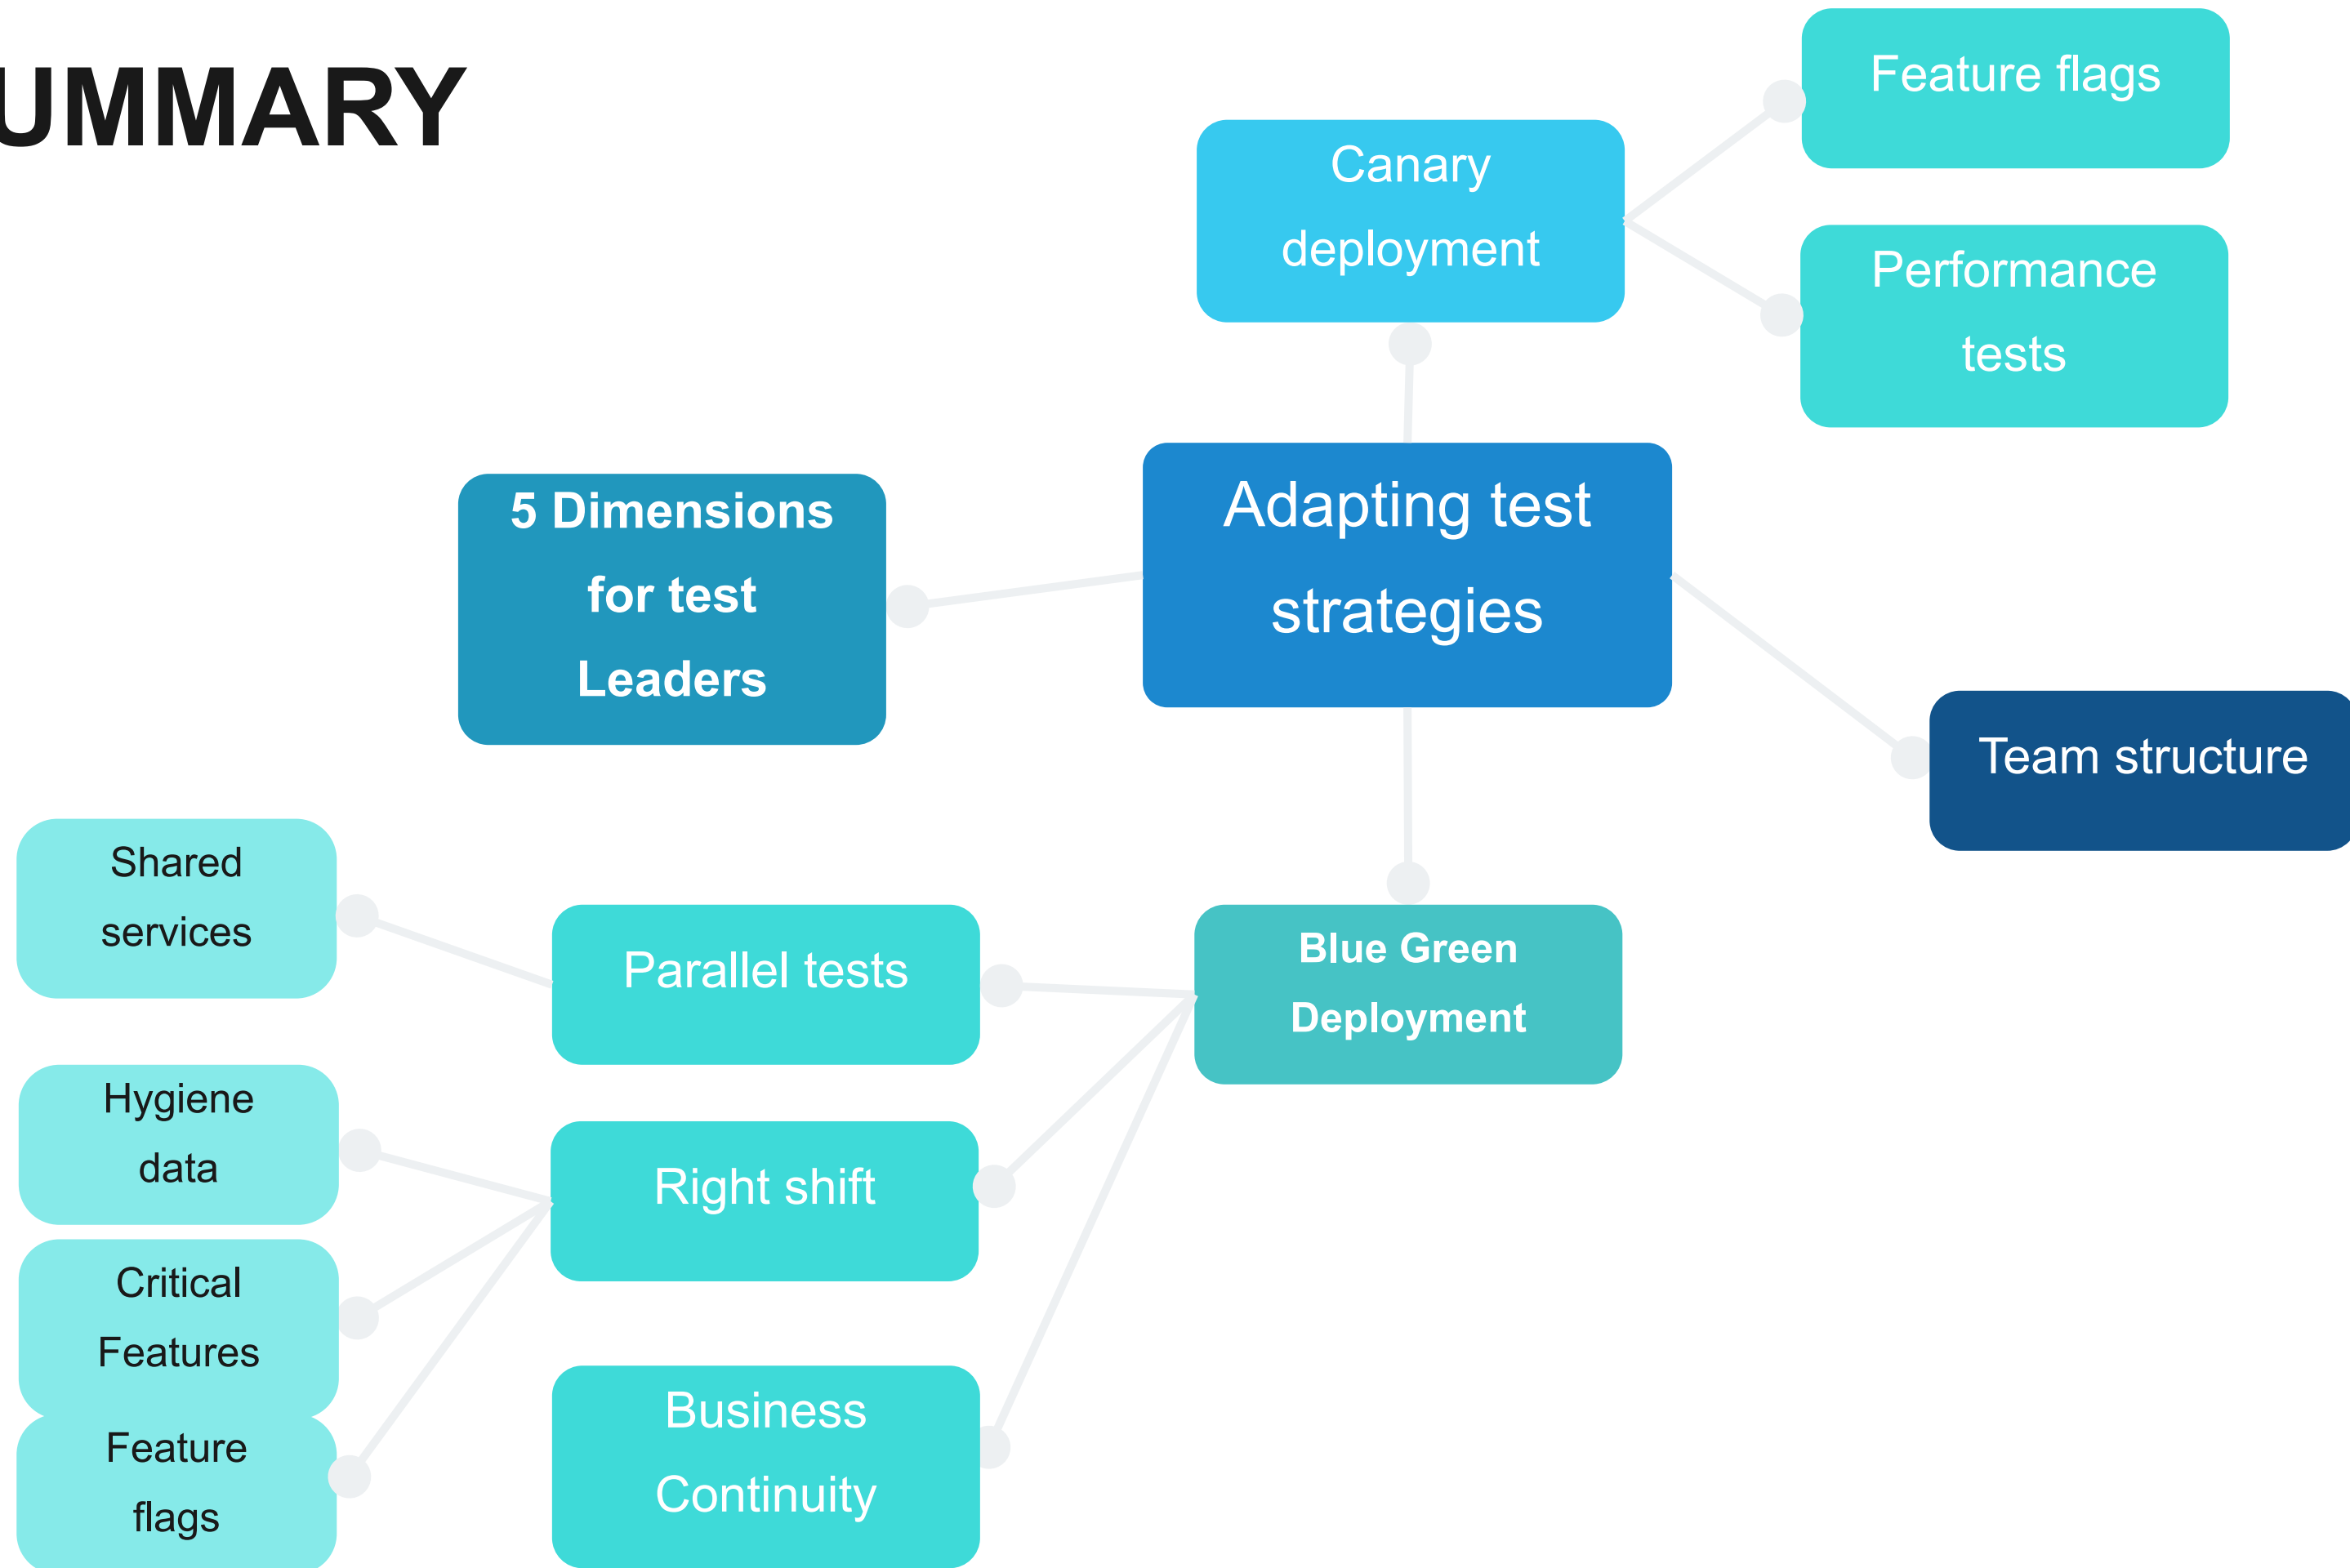 UMMARY
Feature flags
Canary
deployment
Performance
tests
Adapting test
strategies
5 Dimensions
for test
Leaders
Team structure
Shared
services
Parallel tests
Blue Green
Deployment
Hygiene
data
Right shift
Critical
Features
Business
Continuity
Feature
flags